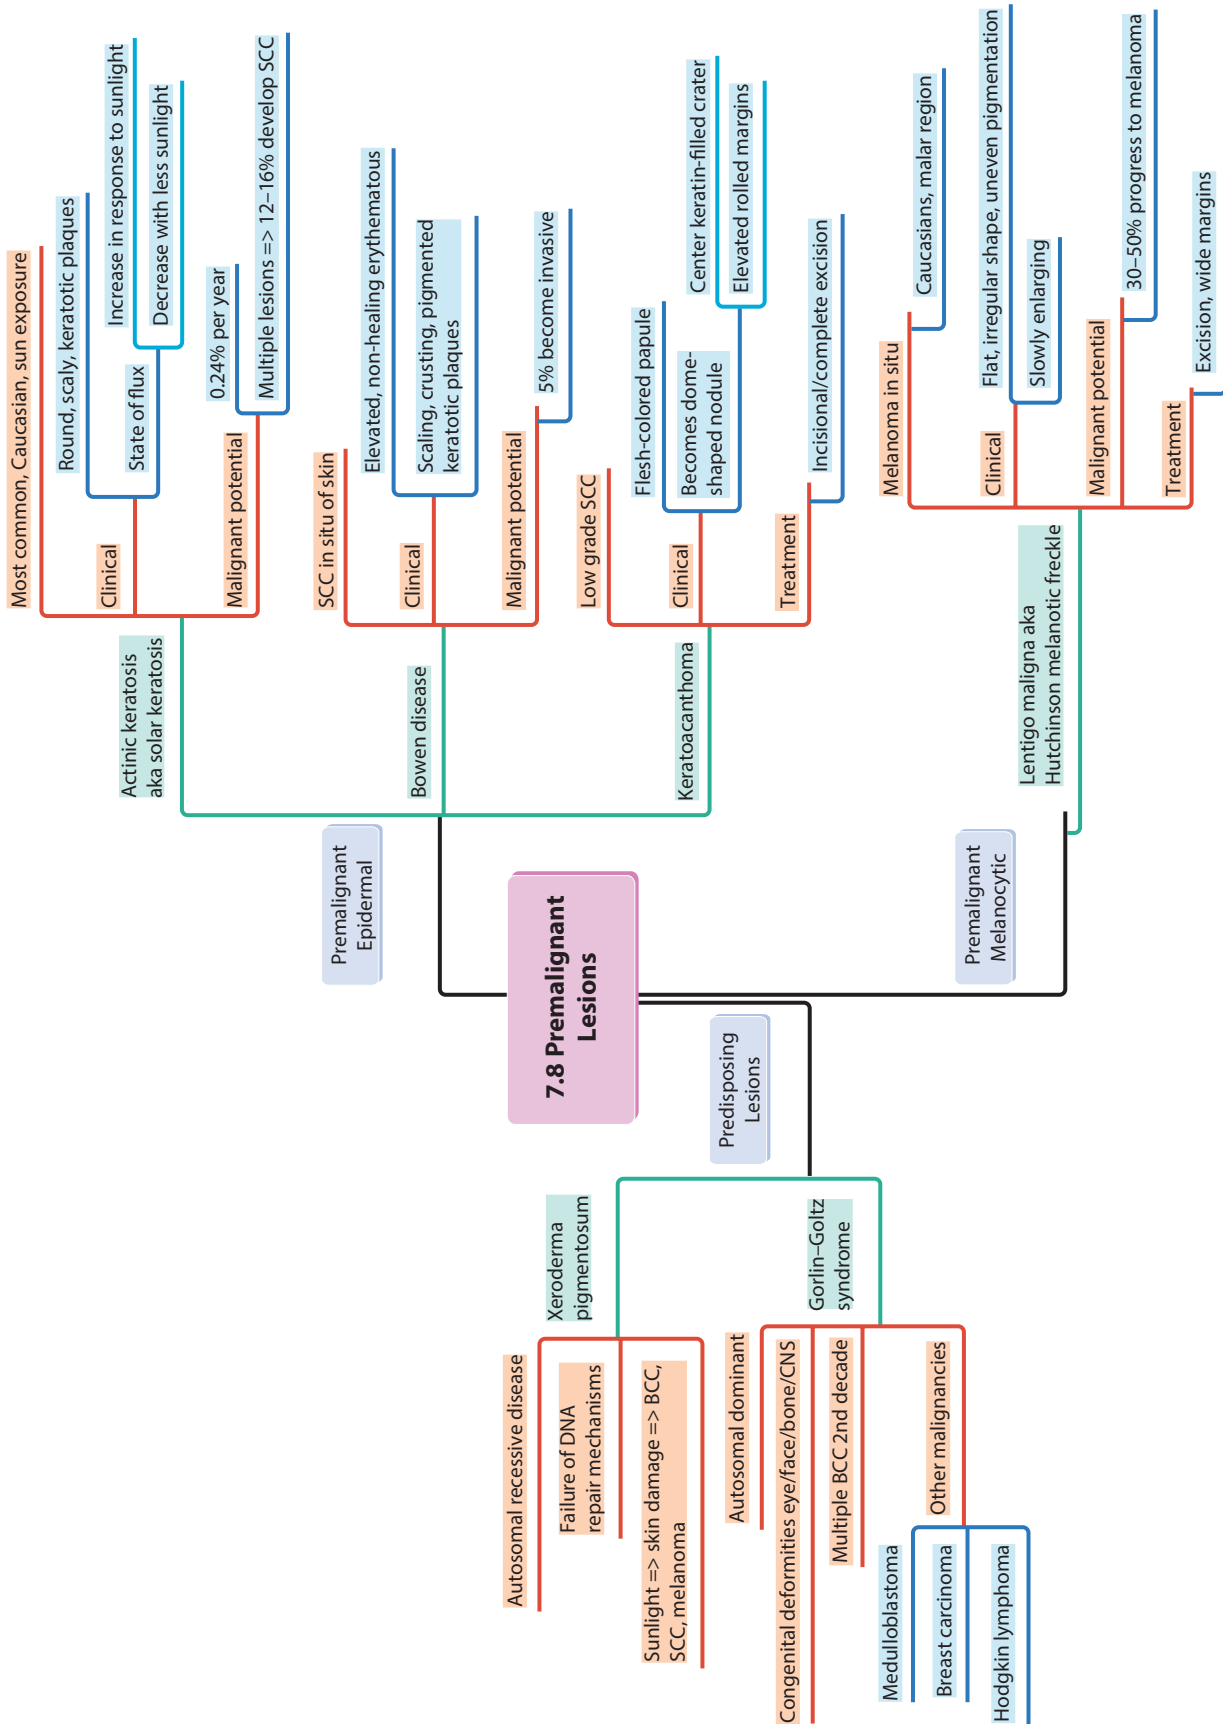 7.8 Premalignant
Lesions
Premalignant
Epidermal
Actinic keratosis
aka solar keratosis
Most common, Caucasian, sun exposure
Clinical
Round, scaly, keratotic plaques
State of flux
Increase in response to sunlight
Decrease with less sunlight
Malignant potential
0.24% per year
Multiple lesions => 12–16% develop SCC
Bowen disease
SCC in situ of skin
Clinical
Elevated, non-healing erythematous
Scaling, crusting, pigmented
keratotic plaques
Malignant potential
5% become invasive
Keratoacanthoma
Low grade SCC
Clinical
Flesh-colored papule
Becomes dome-
shaped nodule
Center keratin-filled crater
Elevated rolled margins
Treatment
Incisional/complete excision
Premalignant
Melanocytic
Lentigo maligna aka
Hutchinson melanotic freckle
Melanoma in situ
Caucasians, malar region
Clinical
Flat, irregular shape, uneven pigmentation
Slowly enlarging
Malignant potential
30–50% progress to melanoma
Treatment
Excision, wide margins
Predisposing
Lesions
Xeroderma
pigmentosum
Autosomal recessive disease
Failure of DNA
repair mechanisms
Sunlight => skin damage => BCC,
SCC, melanoma
Gorlin–Goltz
syndrome
Autosomal dominant
Congenital deformities eye/face/bone/CNS
Multiple BCC 2nd decade
Other malignancies
Medulloblastoma
Breast carcinoma
Hodgkin lymphoma